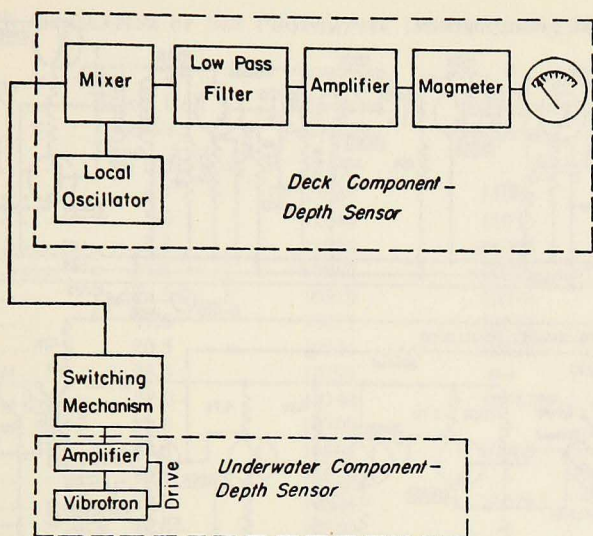 Mixer
Low Pass
Filter
Amplifier
Magmeter
Local
Oscillator
Deck Component –
Depth Sensor
Switching
Mechanism
Amplifier
Drive
Vibrotron
Underwater Component –
Depth Sensor